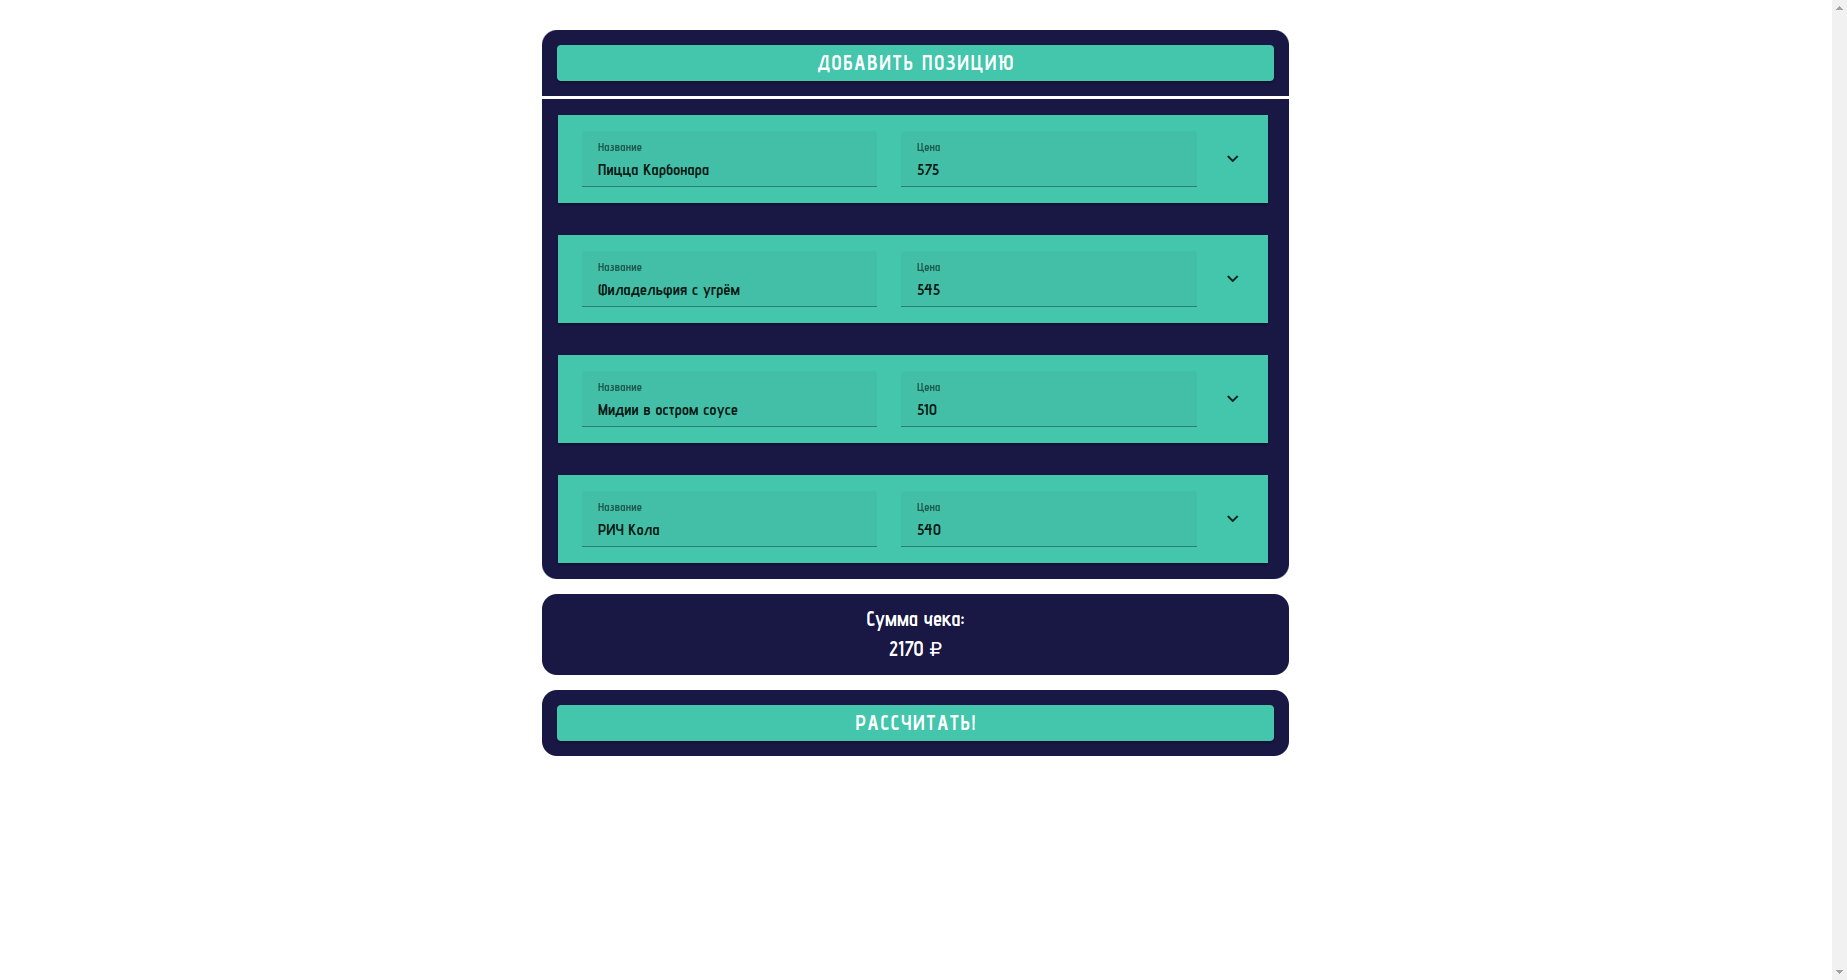 ДОБАВИТЬ ПОЗИЦИЮ
Название
Пицца Карбонара
Цена
575
Название
Филадельфия с угрём
Цена
545
Название
Мидии в остром соусе
Цена
510
Название
РИЧ Кола
Цена
540
Сумма чека:
2170 ₽
РАССЧИТАТЬ!